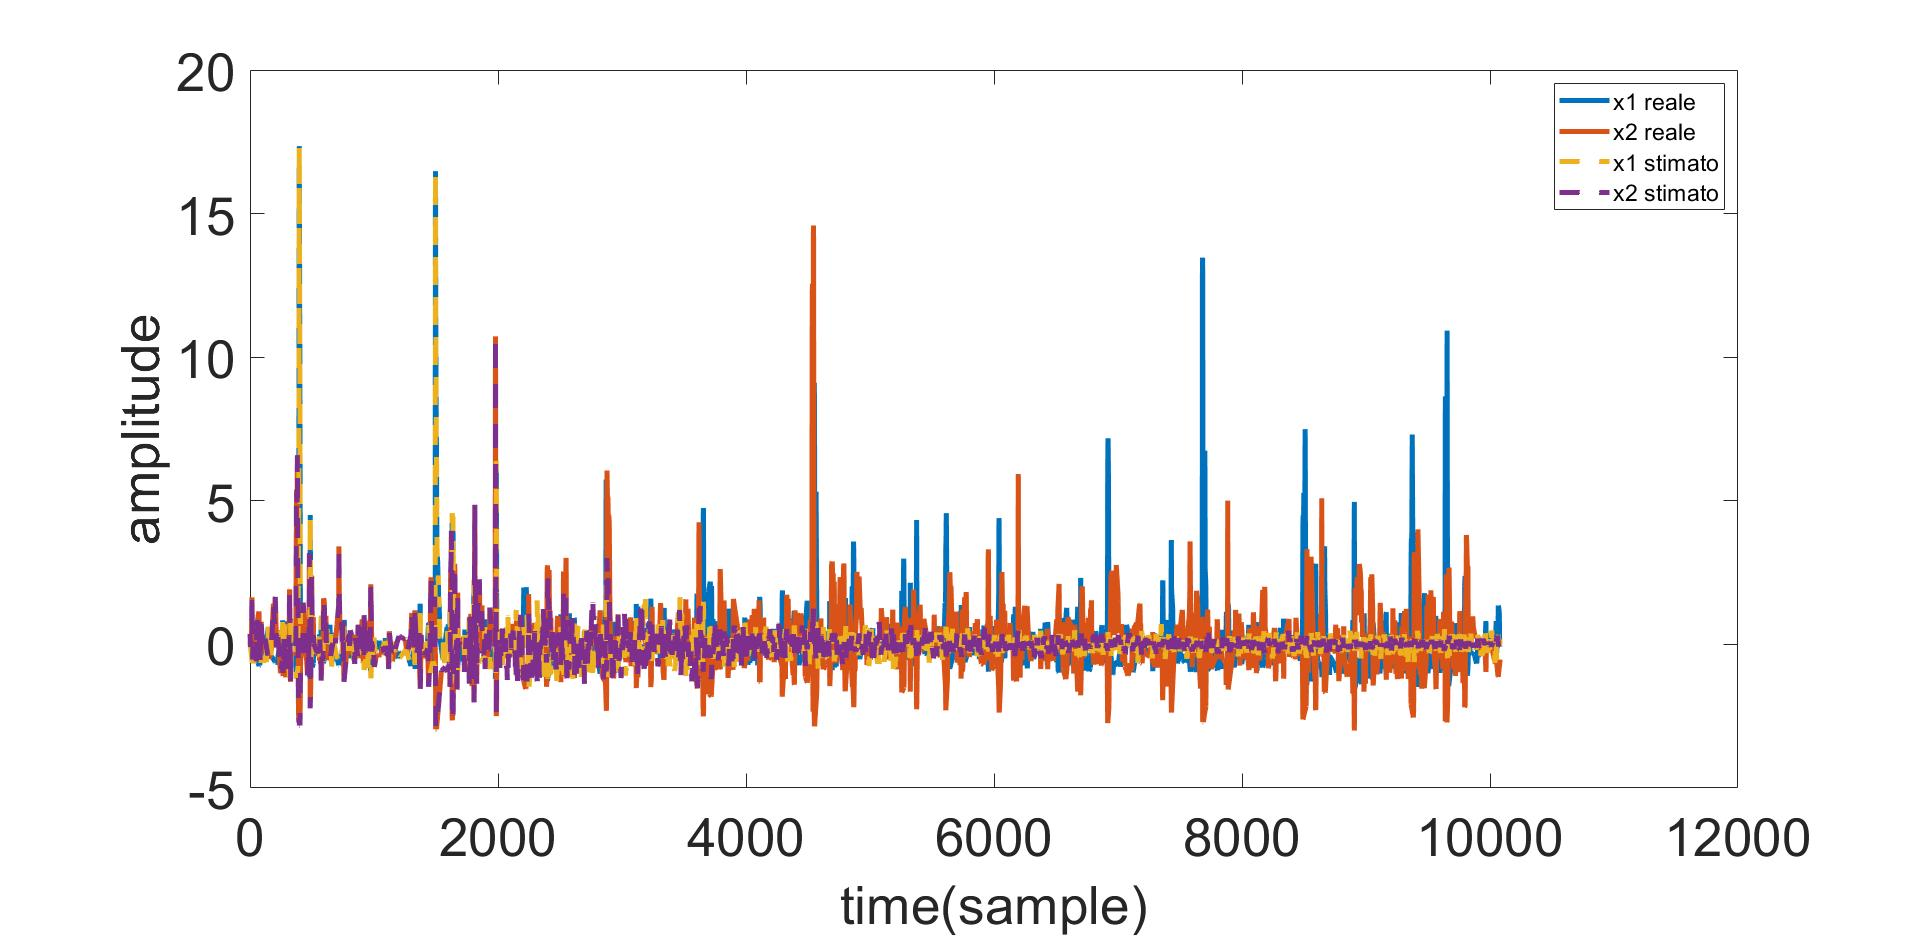 20
15
10
5
0
-5
amplitude
x1 reale
x2 reale
x1 stimato
x2 stimato
0 2000 4000 6000 8000 10000 12000
time(sample)